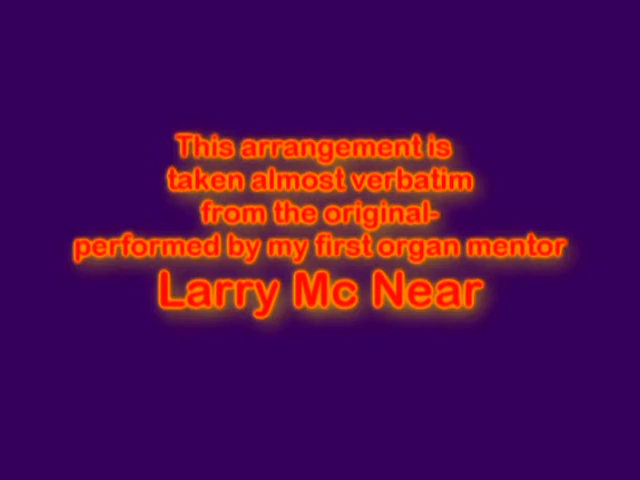 This arrangement is
taken almost verbatim
from the original-
performed by my first organ mentor
Larry Mc Near